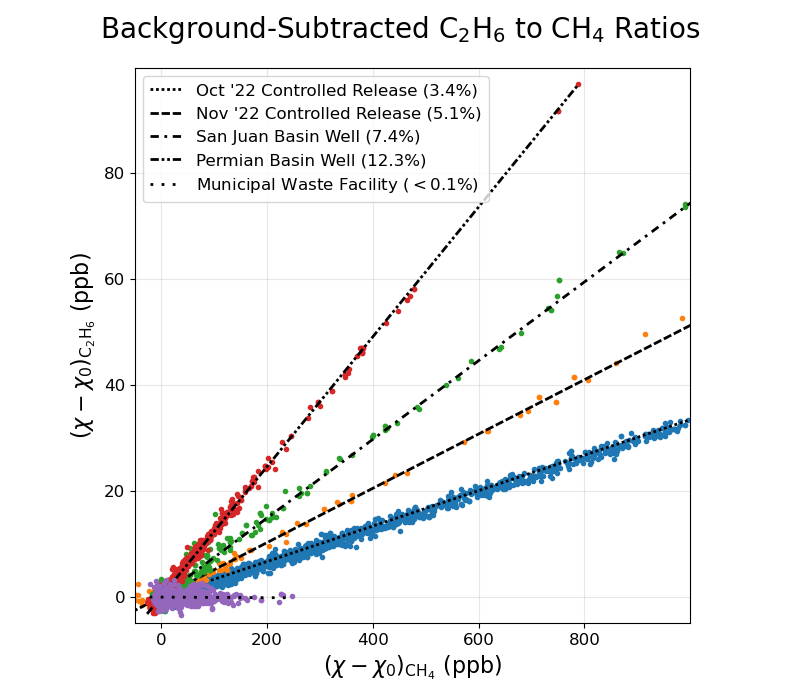 Background-Subtracted C₂H₆ to CH₄ Ratios
Oct '22 Controlled Release (3.4%)
Nov '22 Controlled Release (5.1%)
San Juan Basin Well (7.4%)
Permian Basin Well (12.3%)
Municipal Waste Facility (<0.1%)
80
60
40
20
0
(χ − χ₀)C₂H₆ (ppb)
0 200 400 600 800
(χ − χ₀)CH₄ (ppb)